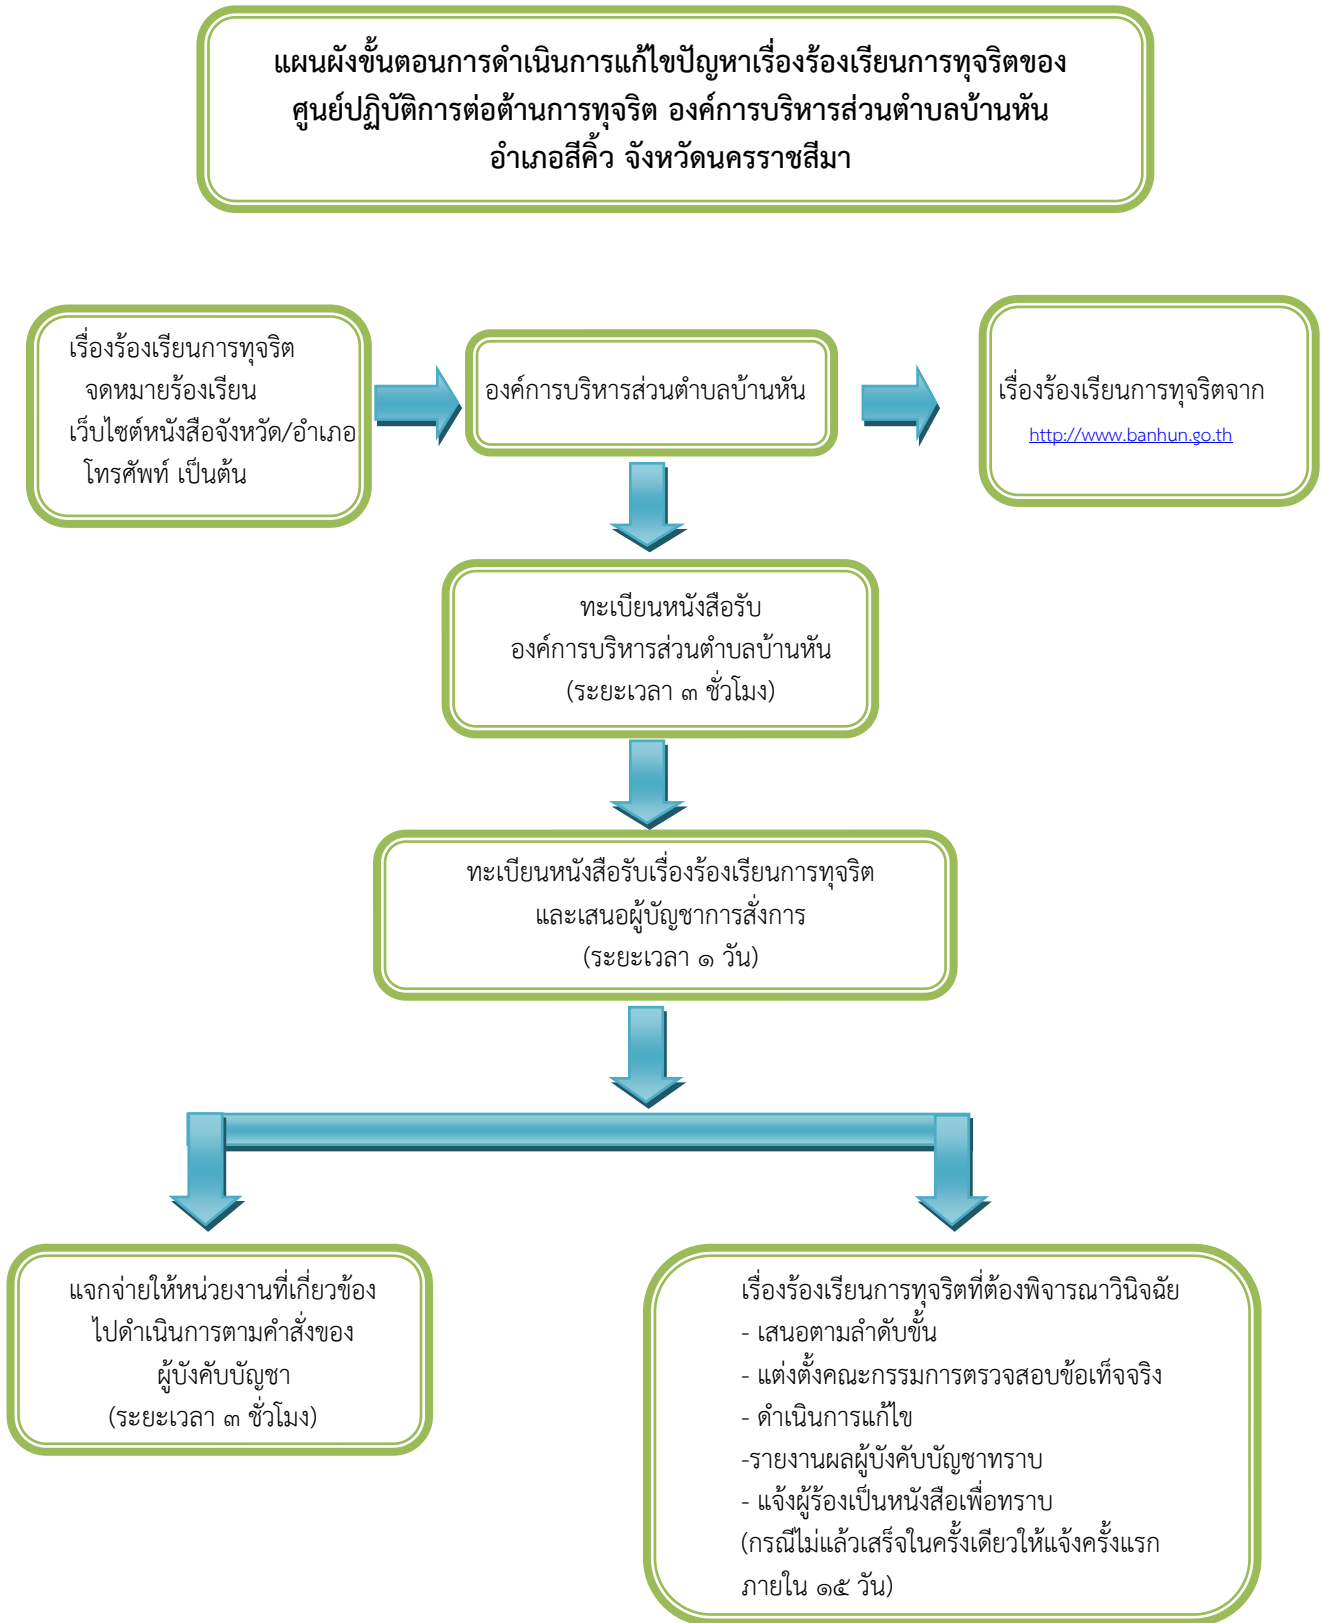 แผนผังขั้นตอนการดำเนินการแก้ไขปัญหาเรื่องร้องเรียนการทุจริตของ
ศูนย์ปฏิบัติการต่อต้านการทุจริต องค์การบริหารส่วนตำบลบ้านหัน
อำเภอสีคิ้ว จังหวัดนครราชสีมา
เรื่องร้องเรียนการทุจริต
จดหมายร้องเรียน
เว็บไซต์หนังสือจังหวัด/อำเภอ
โทรศัพท์ เป็นต้น
องค์การบริหารส่วนตำบลบ้านหัน
เรื่องร้องเรียนการทุจริตจาก
http://www.banhun.go.th
ทะเบียนหนังสือรับ
องค์การบริหารส่วนตำบลบ้านหัน
(ระยะเวลา ๓ ชั่วโมง)
ทะเบียนหนังสือรับเรื่องร้องเรียนการทุจริต
และเสนอผู้บัญชาการสั่งการ
(ระยะเวลา ๑ วัน)
แจกจ่ายให้หน่วยงานที่เกี่ยวข้อง
ไปดำเนินการตามคำสั่งของ
ผู้บังคับบัญชา
(ระยะเวลา ๓ ชั่วโมง)
เรื่องร้องเรียนการทุจริตที่ต้องพิจารณาวินิจฉัย
- เสนอตามลำดับขั้น
- แต่งตั้งคณะกรรมการตรวจสอบข้อเท็จจริง
- ดำเนินการแก้ไข
-รายงานผลผู้บังคับบัญชาทราบ
- แจ้งผู้ร้องเป็นหนังสือเพื่อทราบ
(กรณีไม่แล้วเสร็จในครั้งเดียวให้แจ้งครั้งแรก
ภายใน ๑๕ วัน)